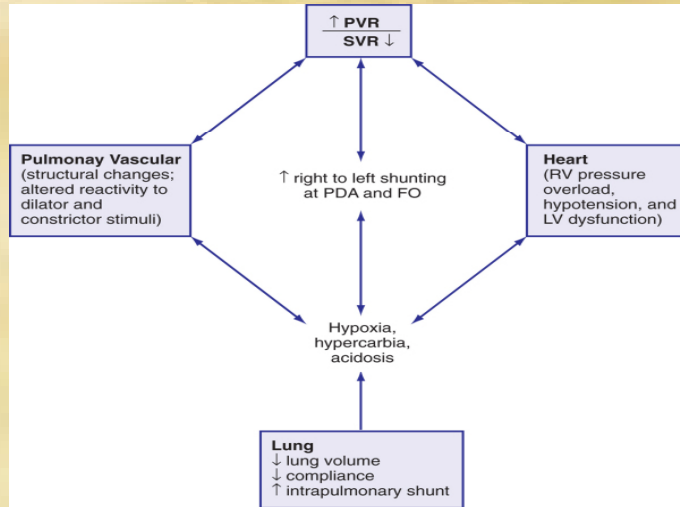 ↑ PVR
SVR ↓
Pulmonay Vascular
(structural changes;
altered reactivity to
dilator and
constrictor stimuli)
↑ right to left shunting
at PDA and FO
Heart
(RV pressure
overload,
hypotension, and
LV dysfunction)
Hypoxia,
hypercarbia,
acidosis
Lung
↓ lung volume
↓ compliance
↑ intrapulmonary shunt